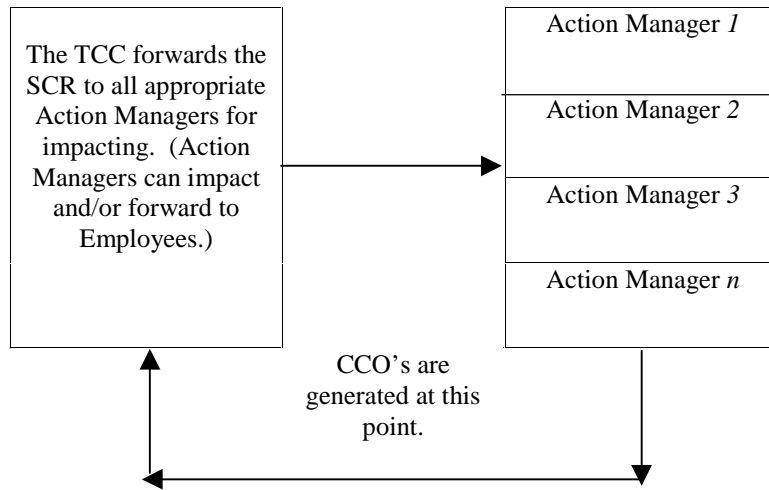 The TCC forwards the
SCR to all appropriate
Action Managers for
impacting.  (Action
Managers can impact
and/or forward to
Employees.)
Action Manager 1
Action Manager 2
Action Manager 3
Action Manager n
CCO’s are
generated at this
point.